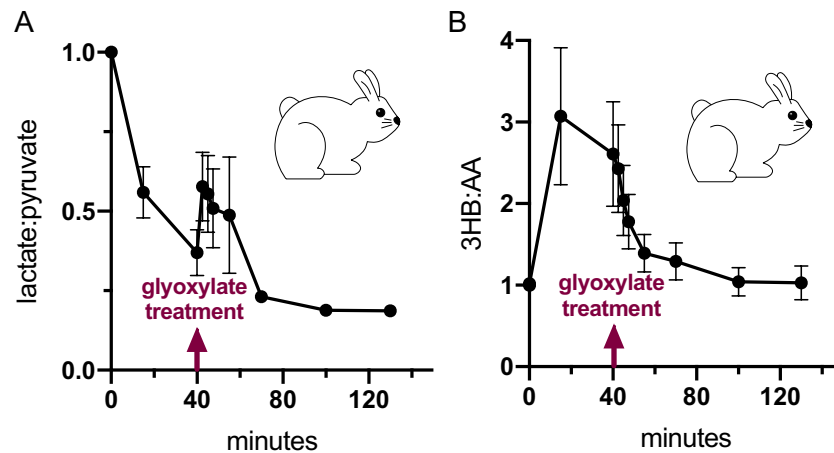 A
lactate:pyruvate
1.0
0.5
0.0
glyoxylate
treatment
0
40
80
120
minutes
B
3HB:AA
4
3
2
1
0
glyoxylate
treatment
0
40
80
120
minutes